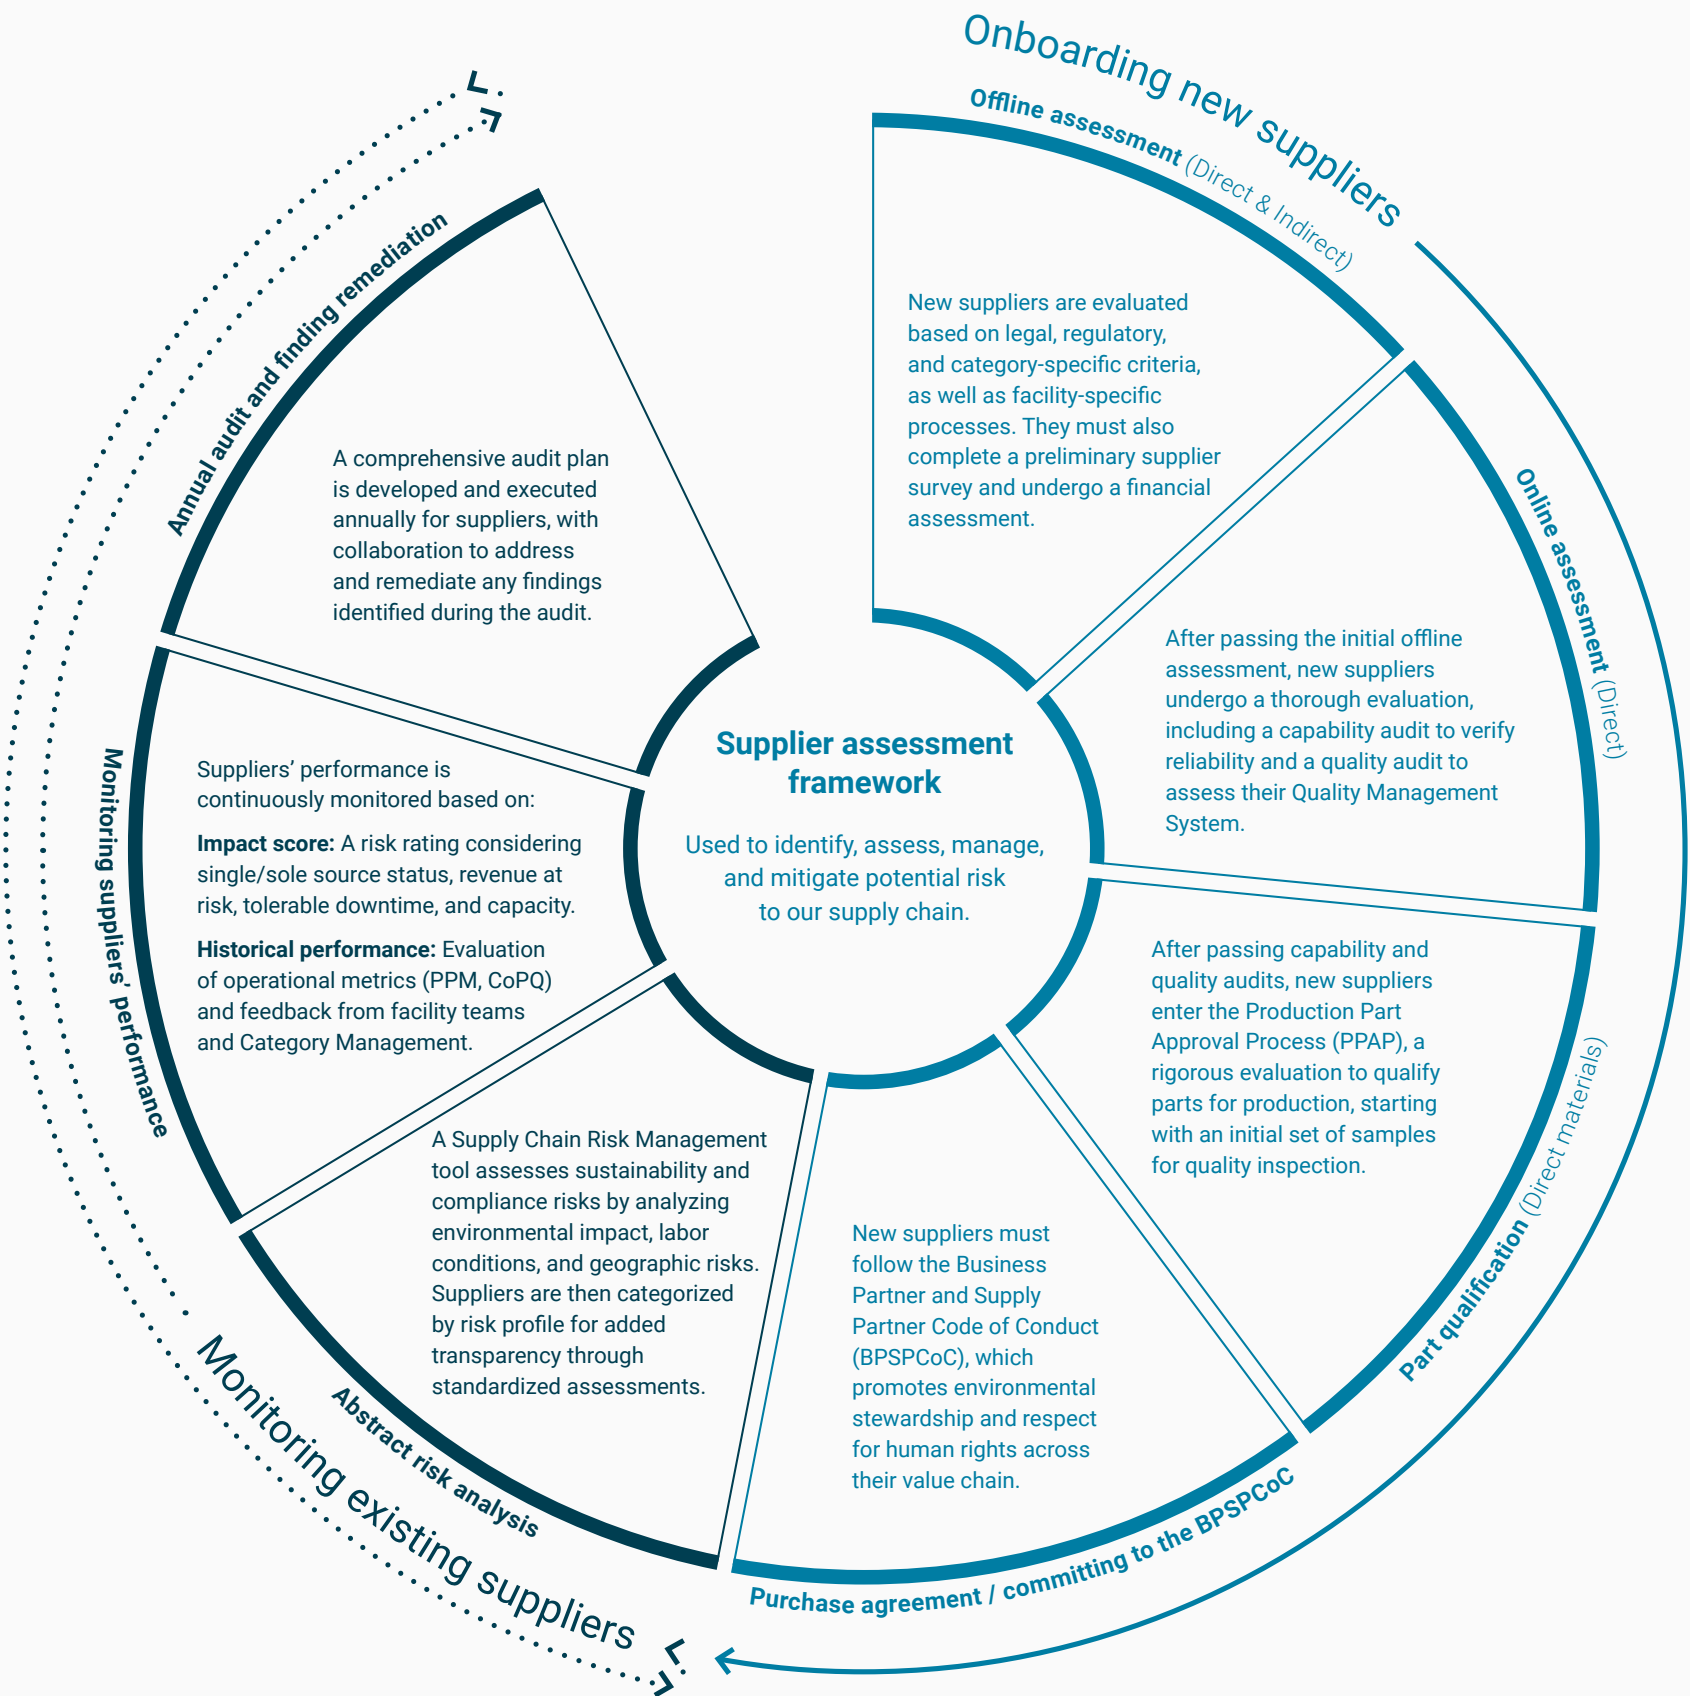 Supplier assessment
framework
Used to identify, assess, manage,
and mitigate potential risk
to our supply chain.
Onboarding new suppliers
Offline assessment (Direct & Indirect)
New suppliers are evaluated
based on legal, regulatory,
and category-specific criteria,
as well as facility-specific
processes. They must also
complete a preliminary supplier
survey and undergo a financial
assessment.
Online assessment (Direct)
After passing the initial offline
assessment, new suppliers
undergo a thorough evaluation,
including a capability audit to verify
reliability and a quality audit to
assess their Quality Management
System.
Part qualification (Direct materials)
After passing capability and
quality audits, new suppliers
enter the Production Part
Approval Process (PPAP), a
rigorous evaluation to qualify
parts for production, starting
with an initial set of samples
for quality inspection.
Purchase agreement / committing to the BPSPCoC
New suppliers must
follow the Business
Partner and Supply
Partner Code of Conduct
(BPSPCoC), which
promotes environmental
stewardship and respect
for human rights across
their value chain.
Monitoring existing suppliers
Abstract risk analysis
A Supply Chain Risk Management
tool assesses sustainability and
compliance risks by analyzing
environmental impact, labor
conditions, and geographic risks.
Suppliers are then categorized
by risk profile for added
transparency through
standardized assessments.
Monitoring suppliers’ performance
Suppliers’ performance is
continuously monitored based on:
Impact score: A risk rating considering
single/sole source status, revenue at
risk, tolerable downtime, and capacity.
Historical performance: Evaluation
of operational metrics (PPM, CoPQ)
and feedback from facility teams
and Category Management.
Annual audit and finding remediation
A comprehensive audit plan
is developed and executed
annually for suppliers, with
collaboration to address
and remediate any findings
identified during the audit.